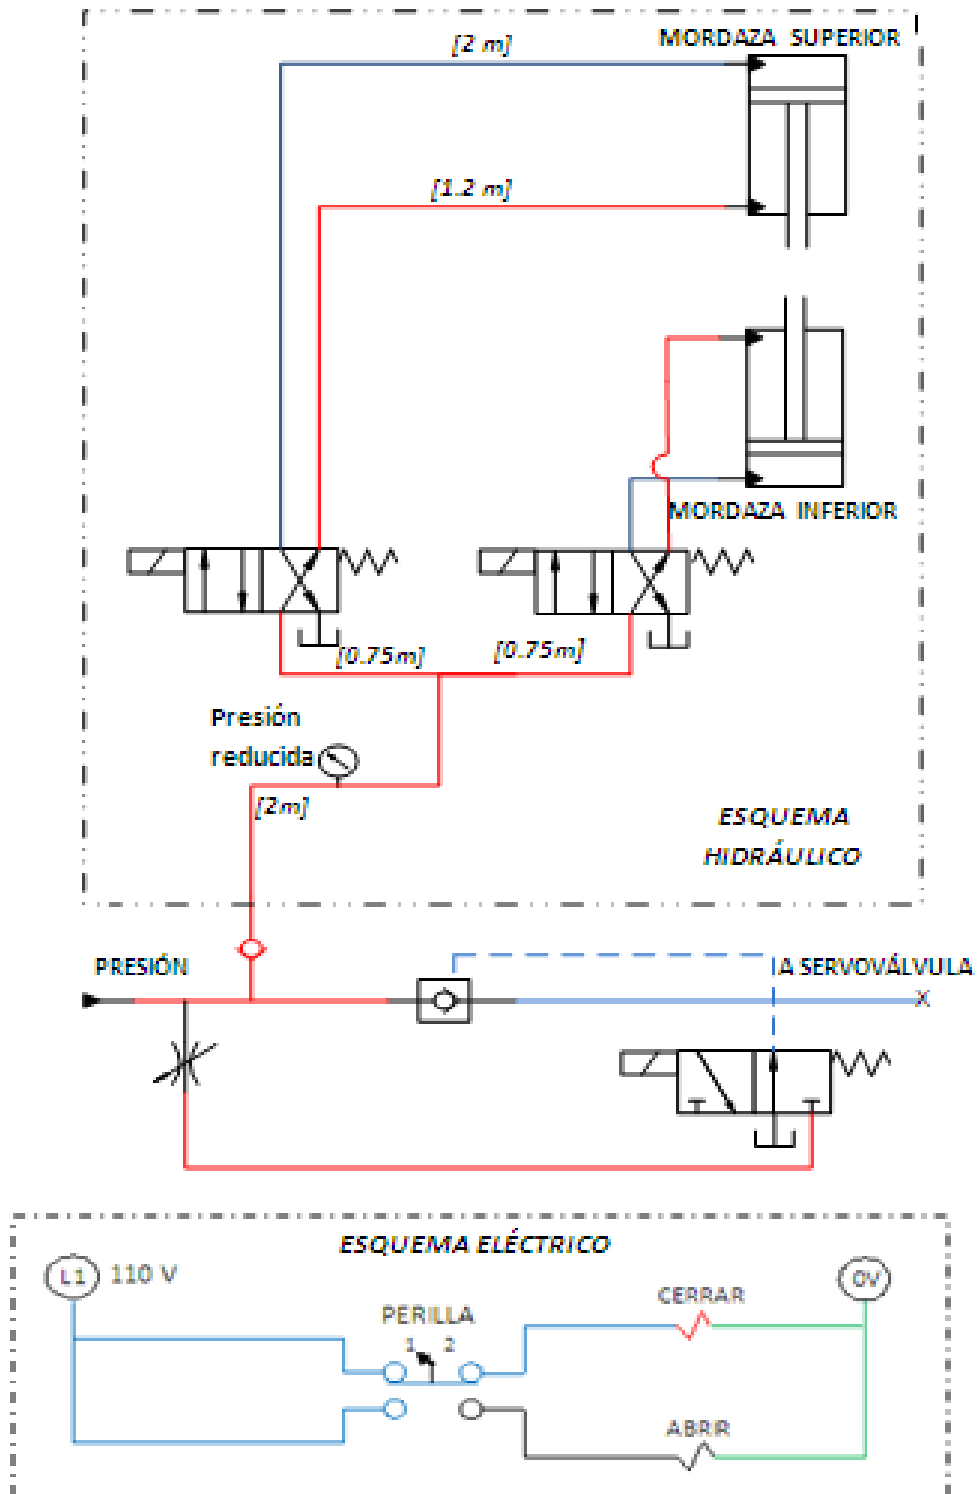 [2 m]
MORDAZA SUPERIOR
[1.2 m]
MORDAZA INFERIOR
[0.75m]
[0.75m]
Presión
reducida
[2m]
ESQUEMA
HIDRÁULICO
PRESIÓN
A SERVOVÁLVULA
X
ESQUEMA ELÉCTRICO
L1
110 V
0V
CERRAR
PERILLA
1 2
ABRIR